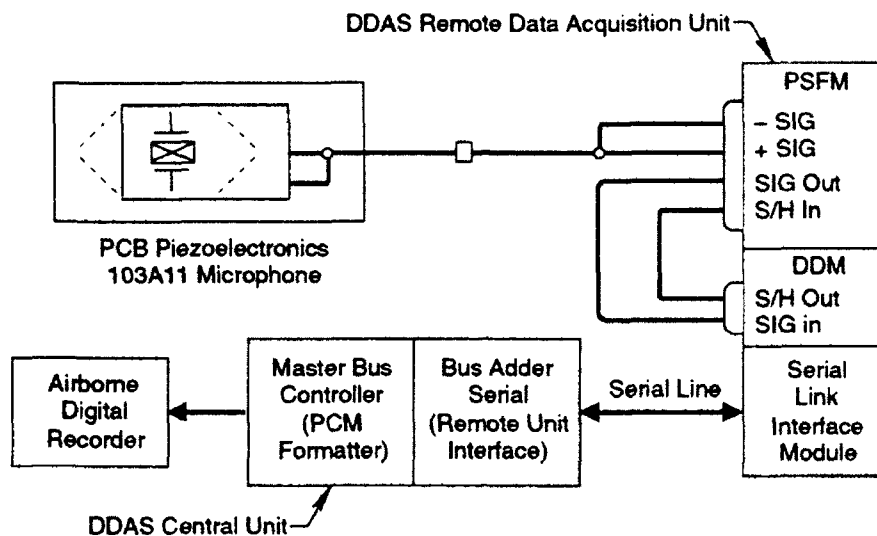 DDAS Remote Data Acquisition Unit
PSFM
– SIG
+ SIG
SIG Out
S/H In
PCB Piezoelectronics
103A11 Microphone
DDM
S/H Out
SIG in
Airborne
Digital
Recorder
Master Bus
Controller
(PCM
Formatter)
Bus Adder
Serial
(Remote Unit
Interface)
Serial Line
Serial
Link
Interface
Module
DDAS Central Unit